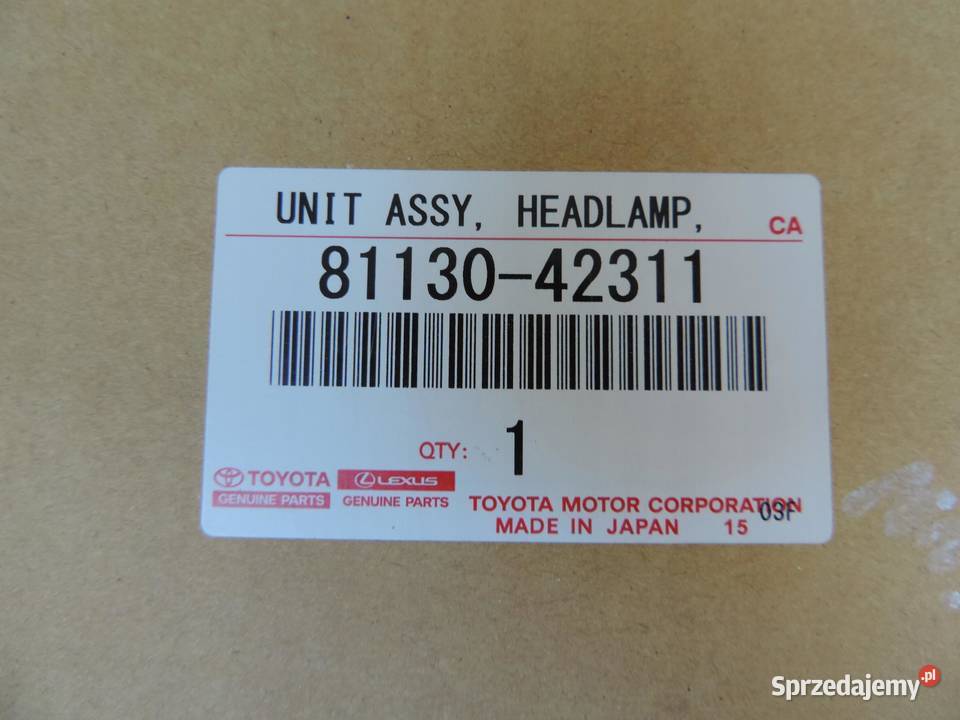 UNIT ASSY, HEADLAMP,
CA
81130-42311
QTY: 1
TOYOTA LEXUS
GENUINE PARTS GENUINE PARTS
TOYOTA MOTOR CORPORATION
03F
MADE IN JAPAN 15
Sprzedajemy.pl